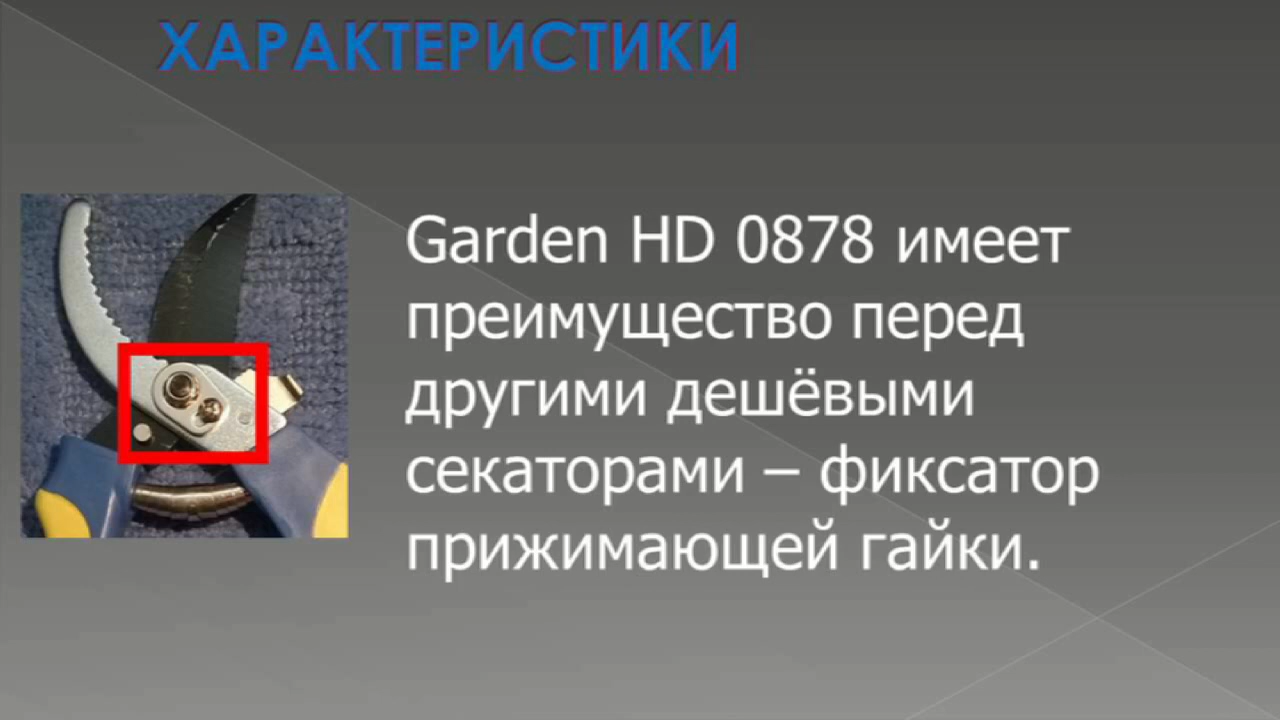 ХАРАКТЕРИСТИКИ
Garden HD 0878 имеет
преимущество перед
другими дешёвыми
секаторами – фиксатор
прижимающей гайки.